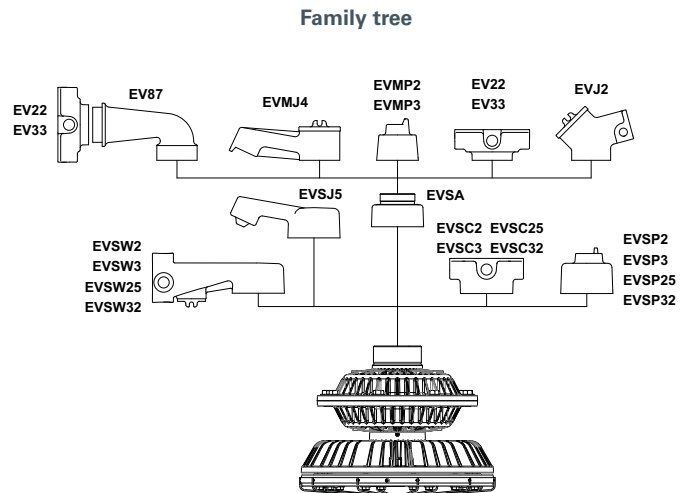 Family tree
EV22
EV33
EV87
EVMJ4
EVMP2
EVMP3
EV22
EV33
EVJ2
EVSJ5
EVSA
EVSW2
EVSW3
EVSW25
EVSW32
EVSC2 EVSC25
EVSC3 EVSC32
EVSP2
EVSP3
EVSP25
EVSP32